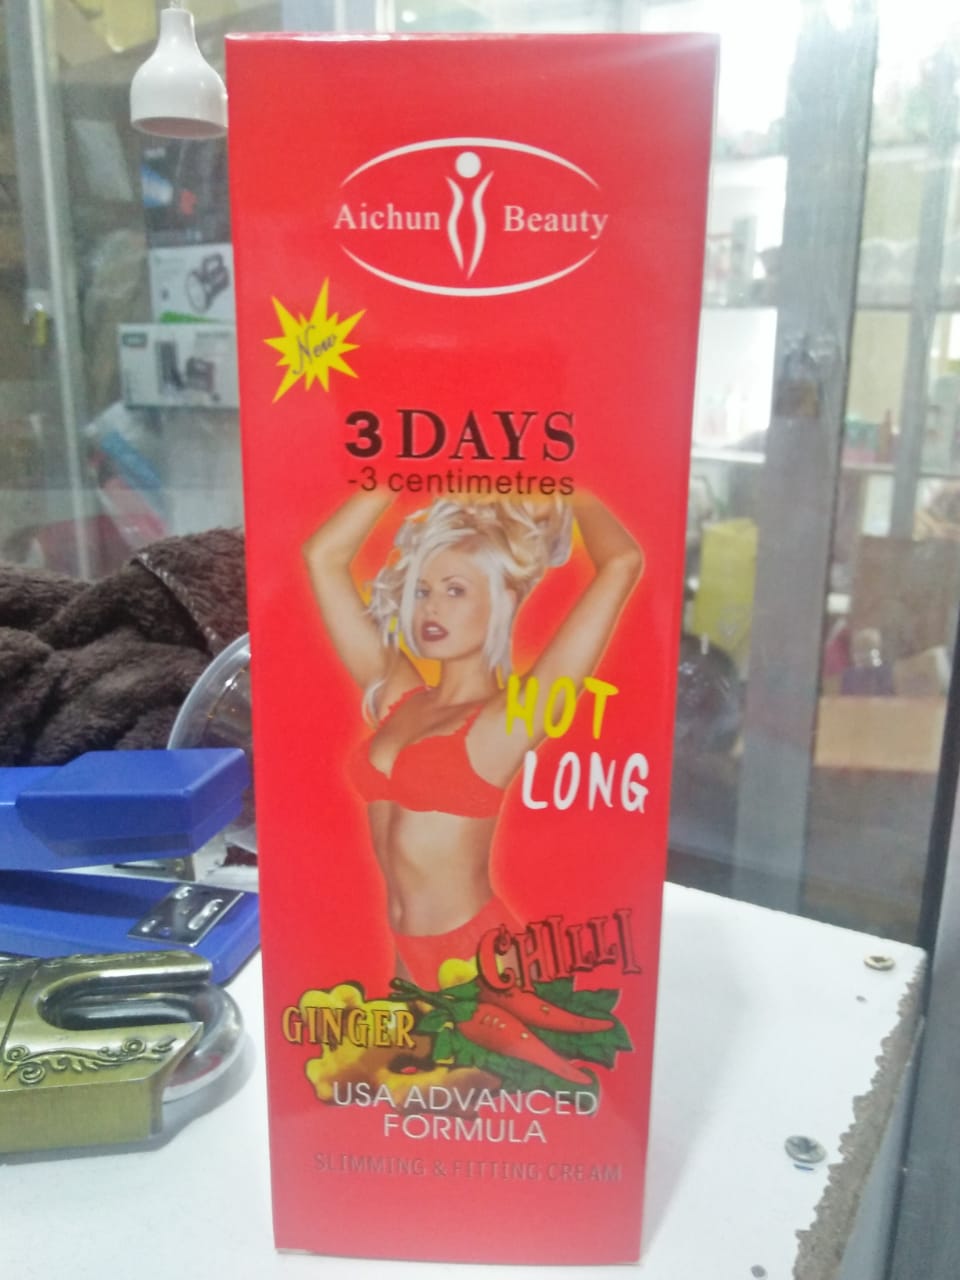 Aichun Beauty
New
3 DAYS
-3 centimetres
HOT
LONG
CHILLI
GINGER
USA ADVANCED
FORMULA
SLIMMING & FITTING CREAM